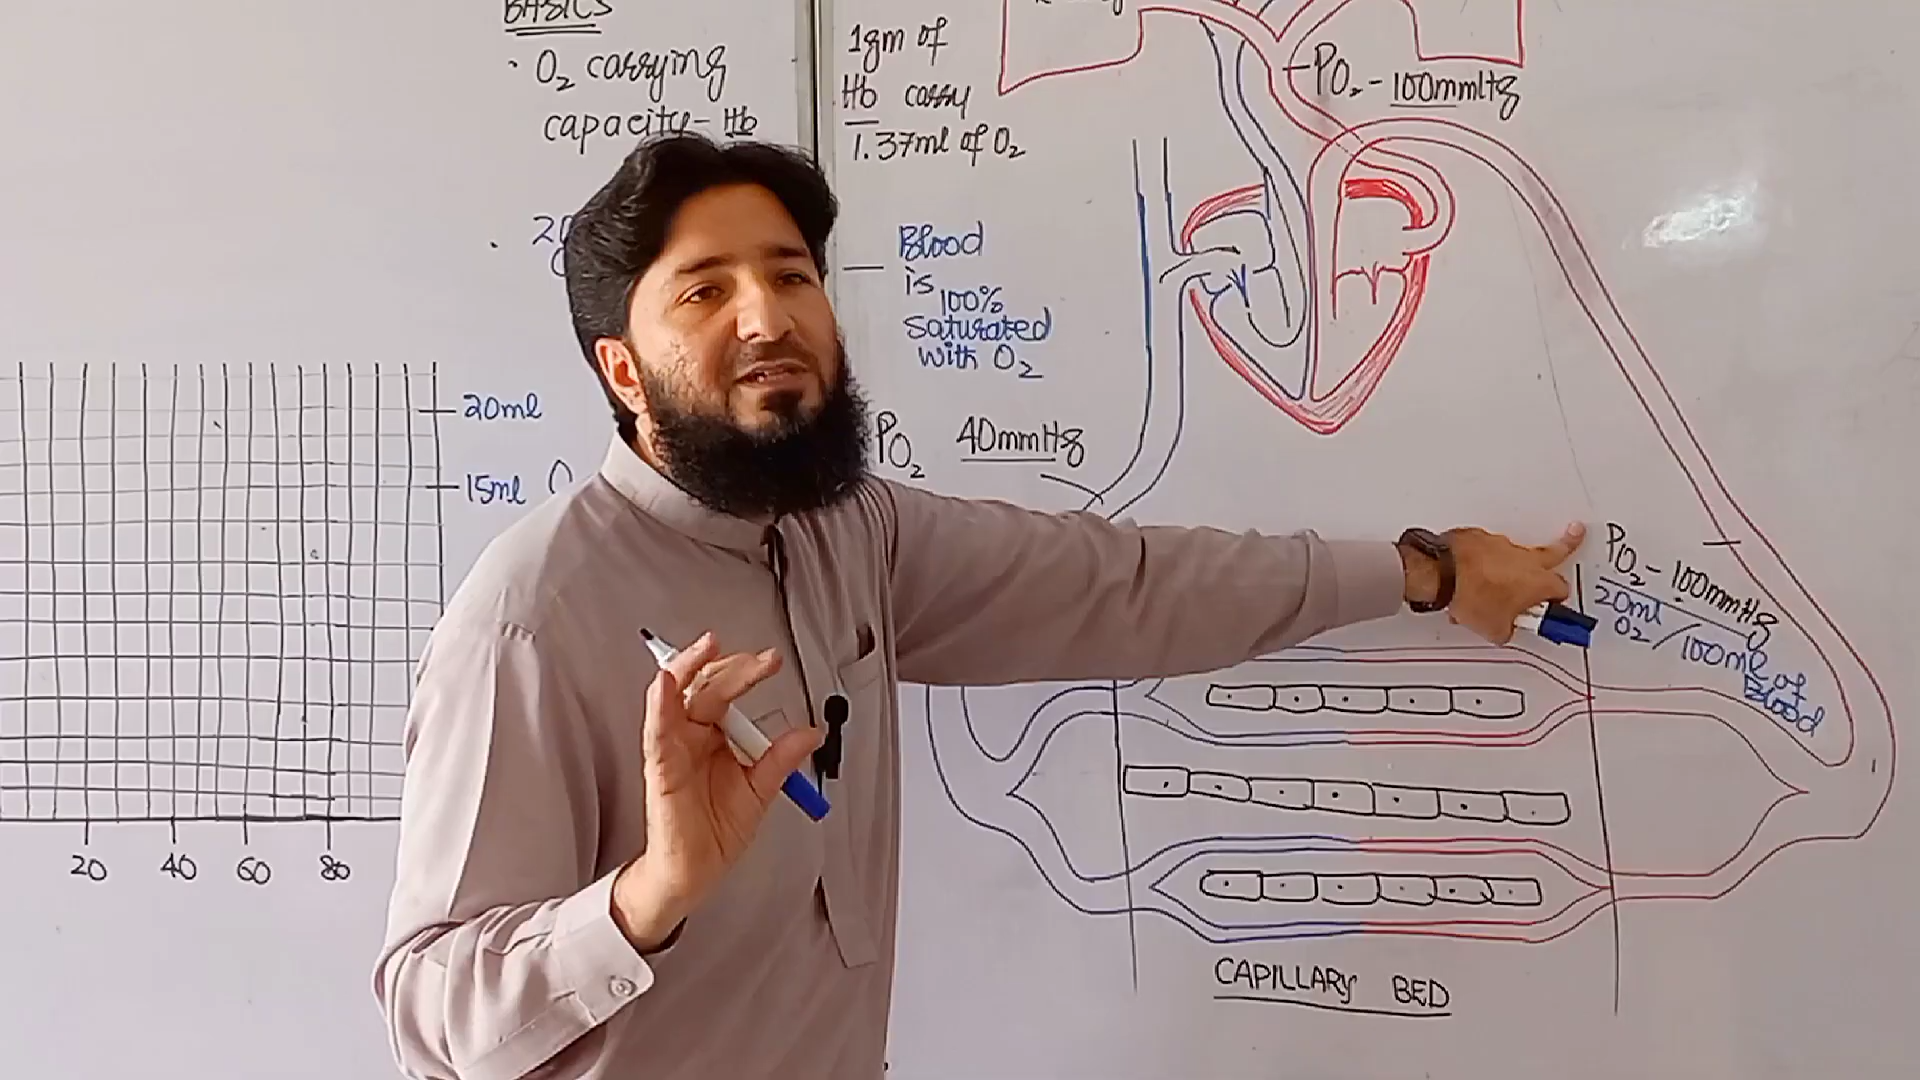 BASICS
· O₂ carrying
capacity - Hb
1gm of
Hb carry
1.37ml of O₂
Blood
is
100%
saturated
with O₂
20ml
15ml
20 40 60 80
PO₂ - 100mmHg
PO₂ 40mmHg
PO₂ - 100mmHg
20ml
O₂ / 100ml of
Blood
CAPILLARY BED